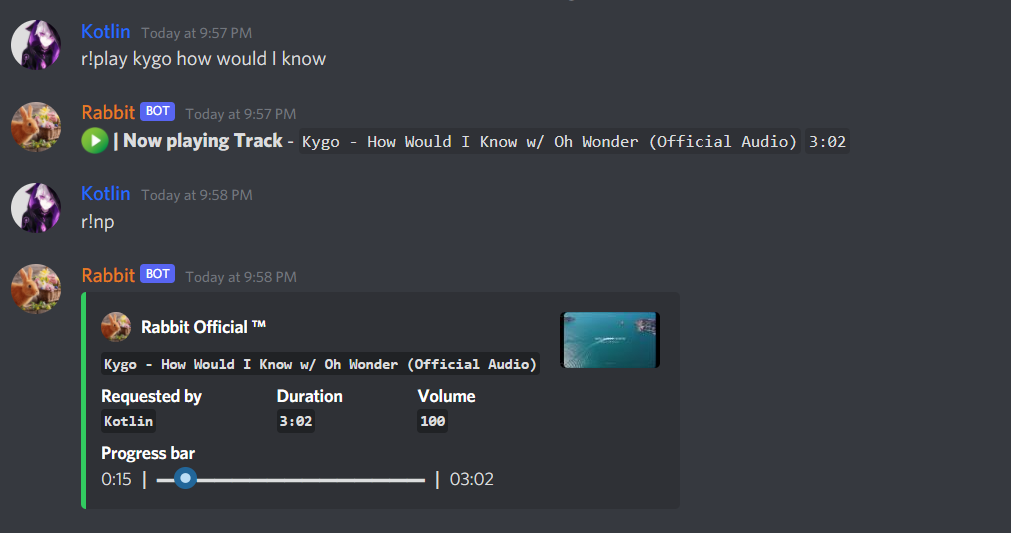 Kotlin Today at 9:57 PM
r!play kygo how would I know
Rabbit BOT Today at 9:57 PM
| Now playing Track - Kygo - How Would I Know w/ Oh Wonder (Official Audio) 3:02
Kotlin Today at 9:58 PM
r!np
Rabbit BOT Today at 9:58 PM
Rabbit Official ™
Kygo - How Would I Know w/ Oh Wonder (Official Audio)
Requested by Duration Volume
Kotlin 3:02 100
Progress bar
0:15 | | 03:02